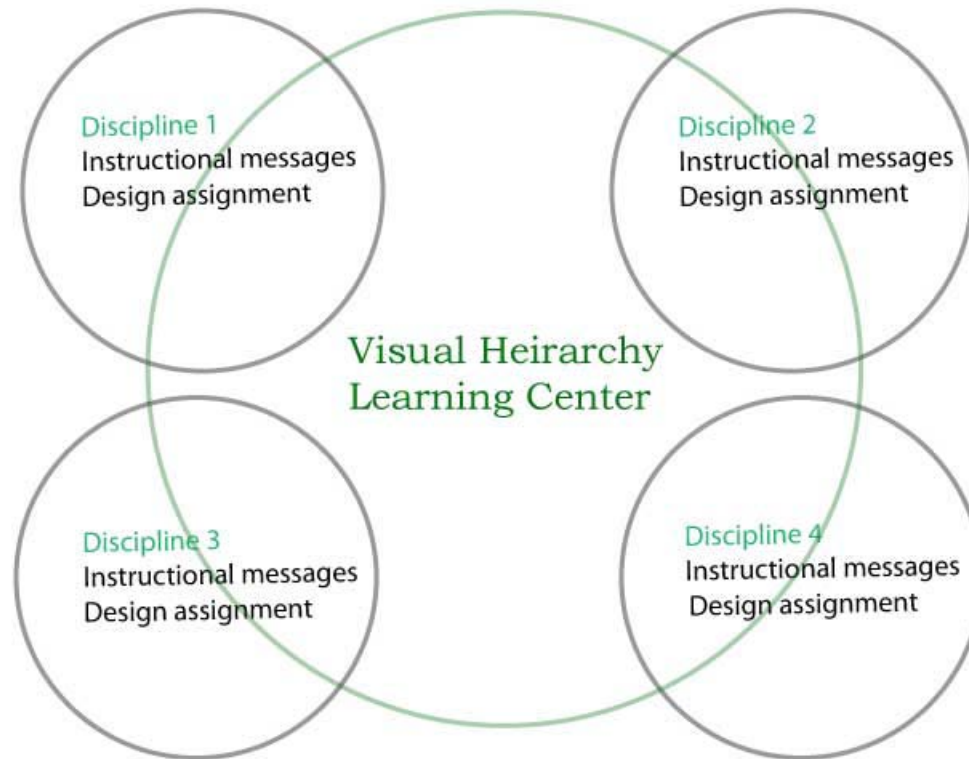 Discipline 1
Instructional messages
Design assignment
Discipline 2
Instructional messages
Design assignment
Visual Heirarchy
Learning Center
Discipline 3
Instructional messages
Design assignment
Discipline 4
Instructional messages
Design assignment